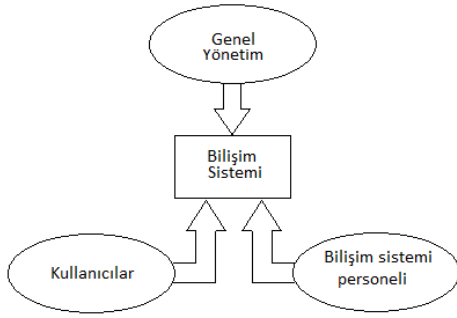 Genel
Yönetim
Bilişim
Sistemi
Kullanıcılar
Bilişim sistemi
personeli